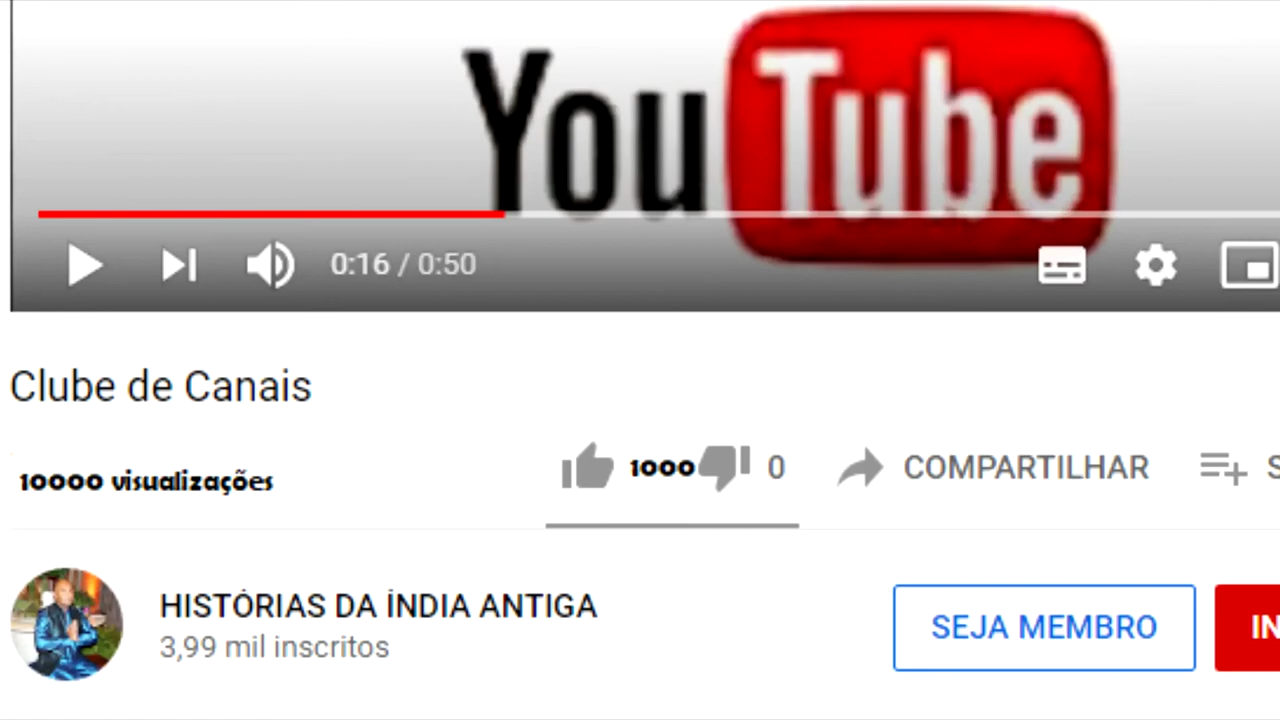 YouTube
0:16 / 0:50
Clube de Canais
10000 visualizações
1000 0 COMPARTILHAR S
HISTÓRIAS DA ÍNDIA ANTIGA
3,99 mil inscritos
SEJA MEMBRO
IN